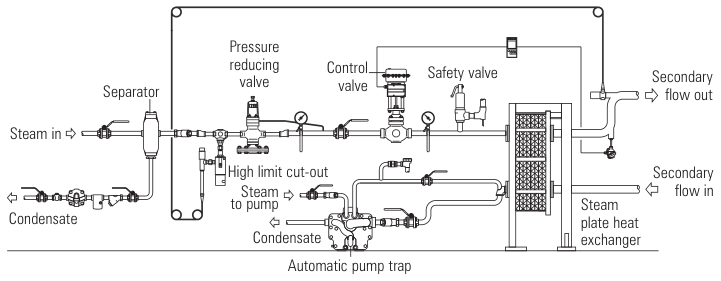 Pressure
reducing
valve
Control
valve
Safety valve
Secondary
flow out
Separator
Steam in
High limit cut-out
Secondary
flow in
Steam
to pump
Condensate
Condensate
Steam
plate heat
exchanger
Automatic pump trap